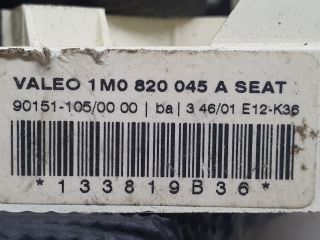 VALEO 1M0 820 045 A SEAT
90151-105/00 00 | ba | 3 46/01 E12-K36
*133819B36*